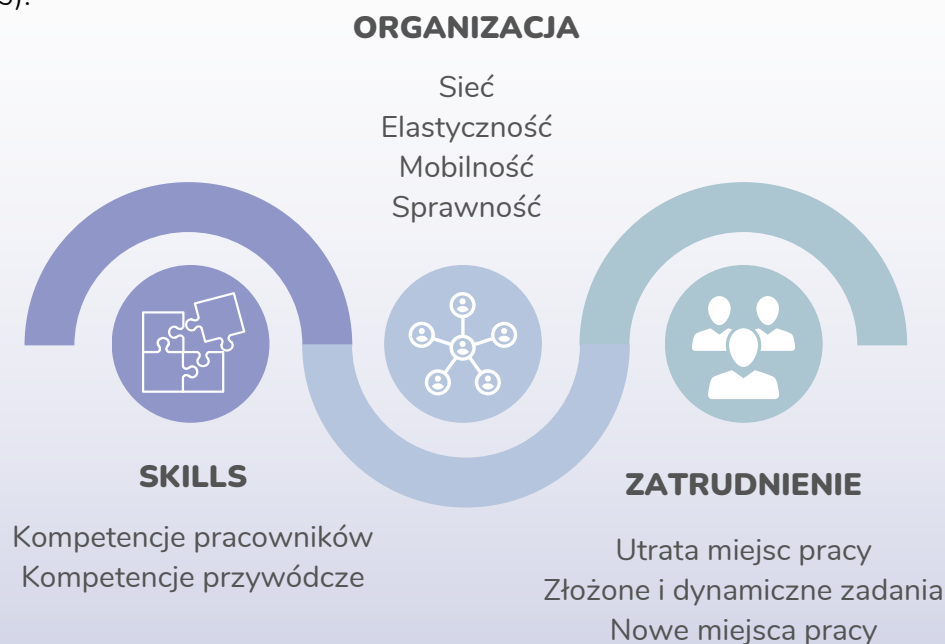 ORGANIZACJA
Sieć
Elastyczność
Mobilność
Sprawność
SKILLS
Kompetencje pracowników
Kompetencje przywódcze
ZATRUDNIENIE
Utrata miejsc pracy
Złożone i dynamiczne zadania
Nowe miejsca pracy